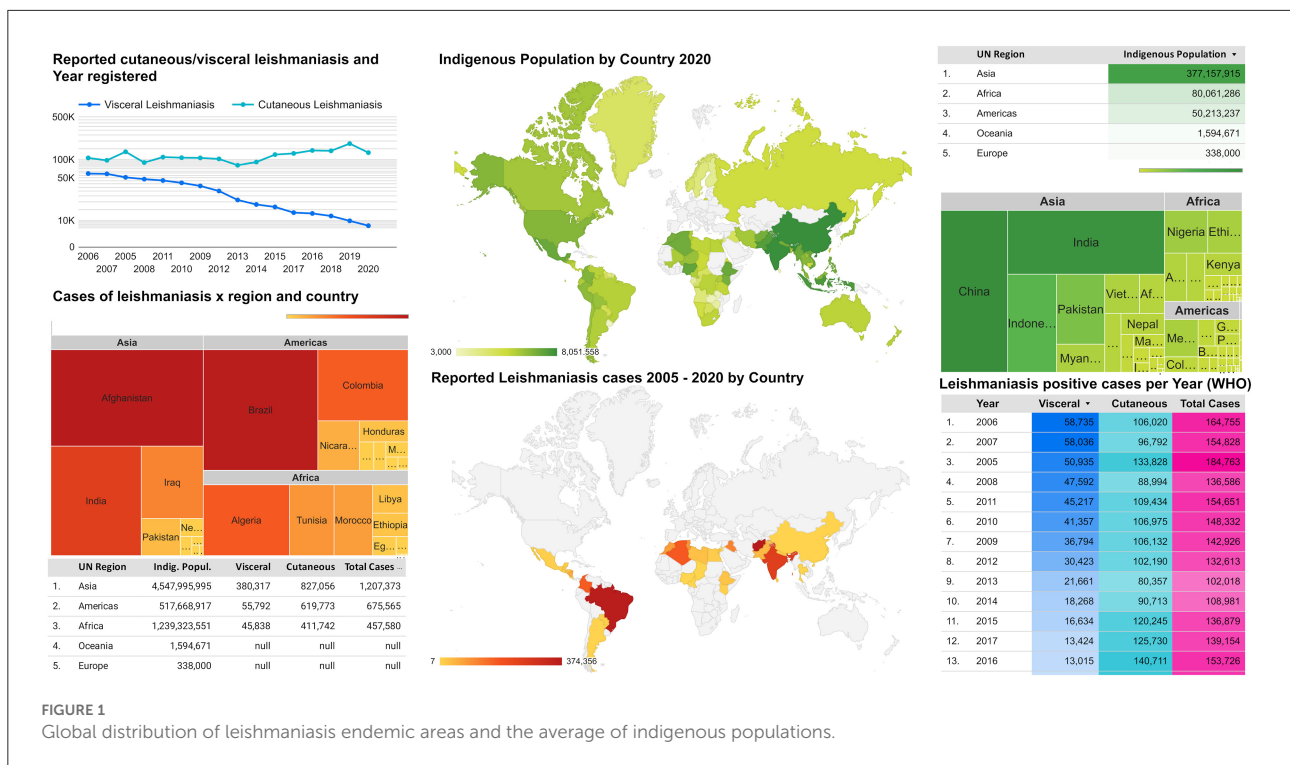 Reported cutaneous/visceral leishmaniasis and
Year registered
Visceral Leishmaniasis
Cutaneous Leishmaniasis
500K
100K
50K
10K
0
2006 2005 2011 2009 2013 2015 2016 2019
2007 2008 2010 2012 2014 2017 2018 2020
Cases of leishmaniasis x region and country
Asia
Afghanistan
India
Iraq
Pakistan
Ne…
…
Americas
Brazil
Colombia
Nicara…
Honduras
M…
…
Africa
Algeria
Tunisia
Morocco
Libya
Ethiopia
Eg…
…
UN Region Indig. Popul. Visceral Cutaneous Total Cases …
1. Asia 4,547,995,995 380,317 827,056 1,207,373
2. Americas 517,668,917 55,792 619,773 675,565
3. Africa 1,239,323,551 45,838 411,742 457,580
4. Oceania 1,594,671 null null null
5. Europe 338,000 null null null
Indigenous Population by Country 2020
3,000 8,051,558
Reported Leishmaniasis cases 2005 - 2020 by Country
7 374,356
UN Region Indigenous Population
1. Asia 377,157,915
2. Africa 80,061,286
3. Americas 50,213,237
4. Oceania 1,594,671
5. Europe 338,000
Asia
China
India
Indone…
Pakistan
Myan…
Viet…
Af…
Nepal
Ma…
…
Africa
Nigeria
Ethi…
A…
…
Kenya
Americas
Me…
Col…
…
B…
G…
P…
Leishmaniasis positive cases per Year (WHO)
Year Visceral Cutaneous Total Cases
1. 2006 58,735 106,020 164,755
2. 2007 58,036 96,792 154,828
3. 2005 50,935 133,828 184,763
4. 2008 47,592 88,994 136,586
5. 2011 45,217 109,434 154,651
6. 2010 41,357 106,975 148,332
7. 2009 36,794 106,132 142,926
8. 2012 30,423 102,190 132,613
9. 2013 21,661 80,357 102,018
10. 2014 18,268 90,713 108,981
11. 2015 16,634 120,245 136,879
12. 2017 13,424 125,730 139,154
13. 2016 13,015 140,711 153,726
FIGURE 1
Global distribution of leishmaniasis endemic areas and the average of indigenous populations.